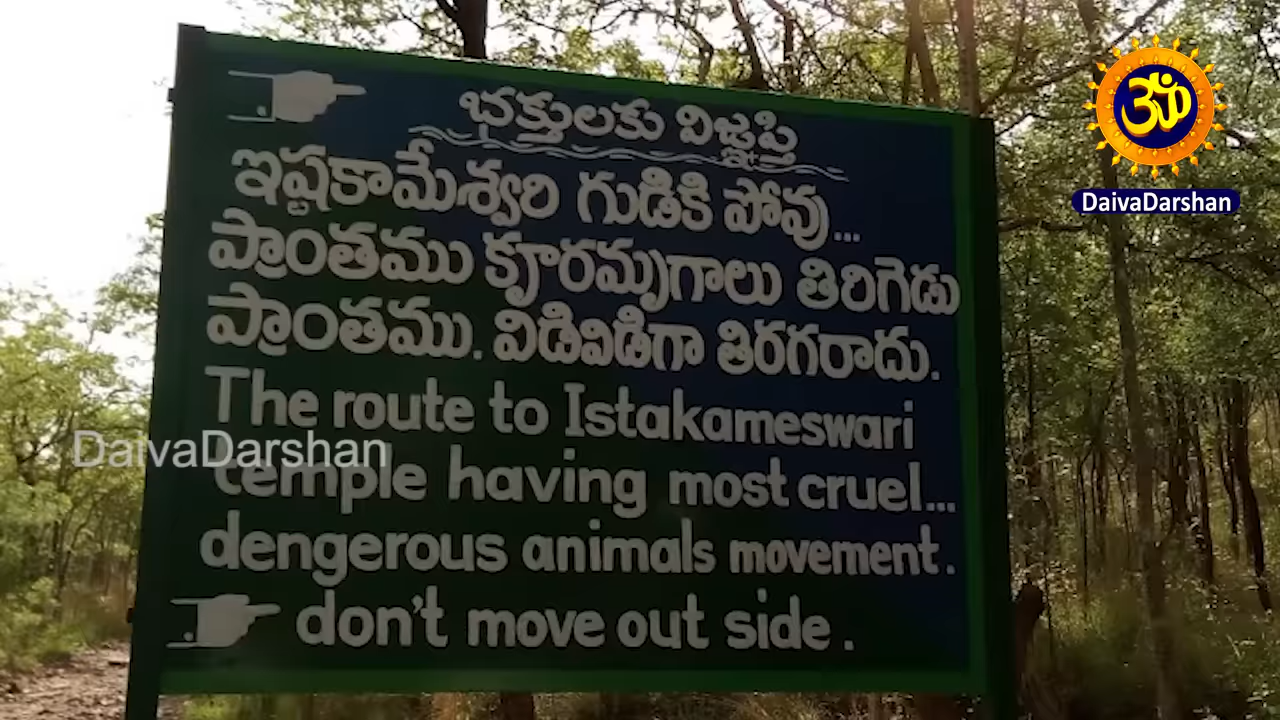 భక్తులకు విజ్ఞప్తి
ఇష్టకామేశ్వరి గుడికి పోవు...
ప్రాంతము కౄరమృగాలు తిరిగెడు
ప్రాంతము. విడివిడిగా తిరగరాదు.
The route to Istakameswari
temple having most cruel...
dengerous animals movement.
don't move out side.
DaivaDarshan
ॐ
DaivaDarshan